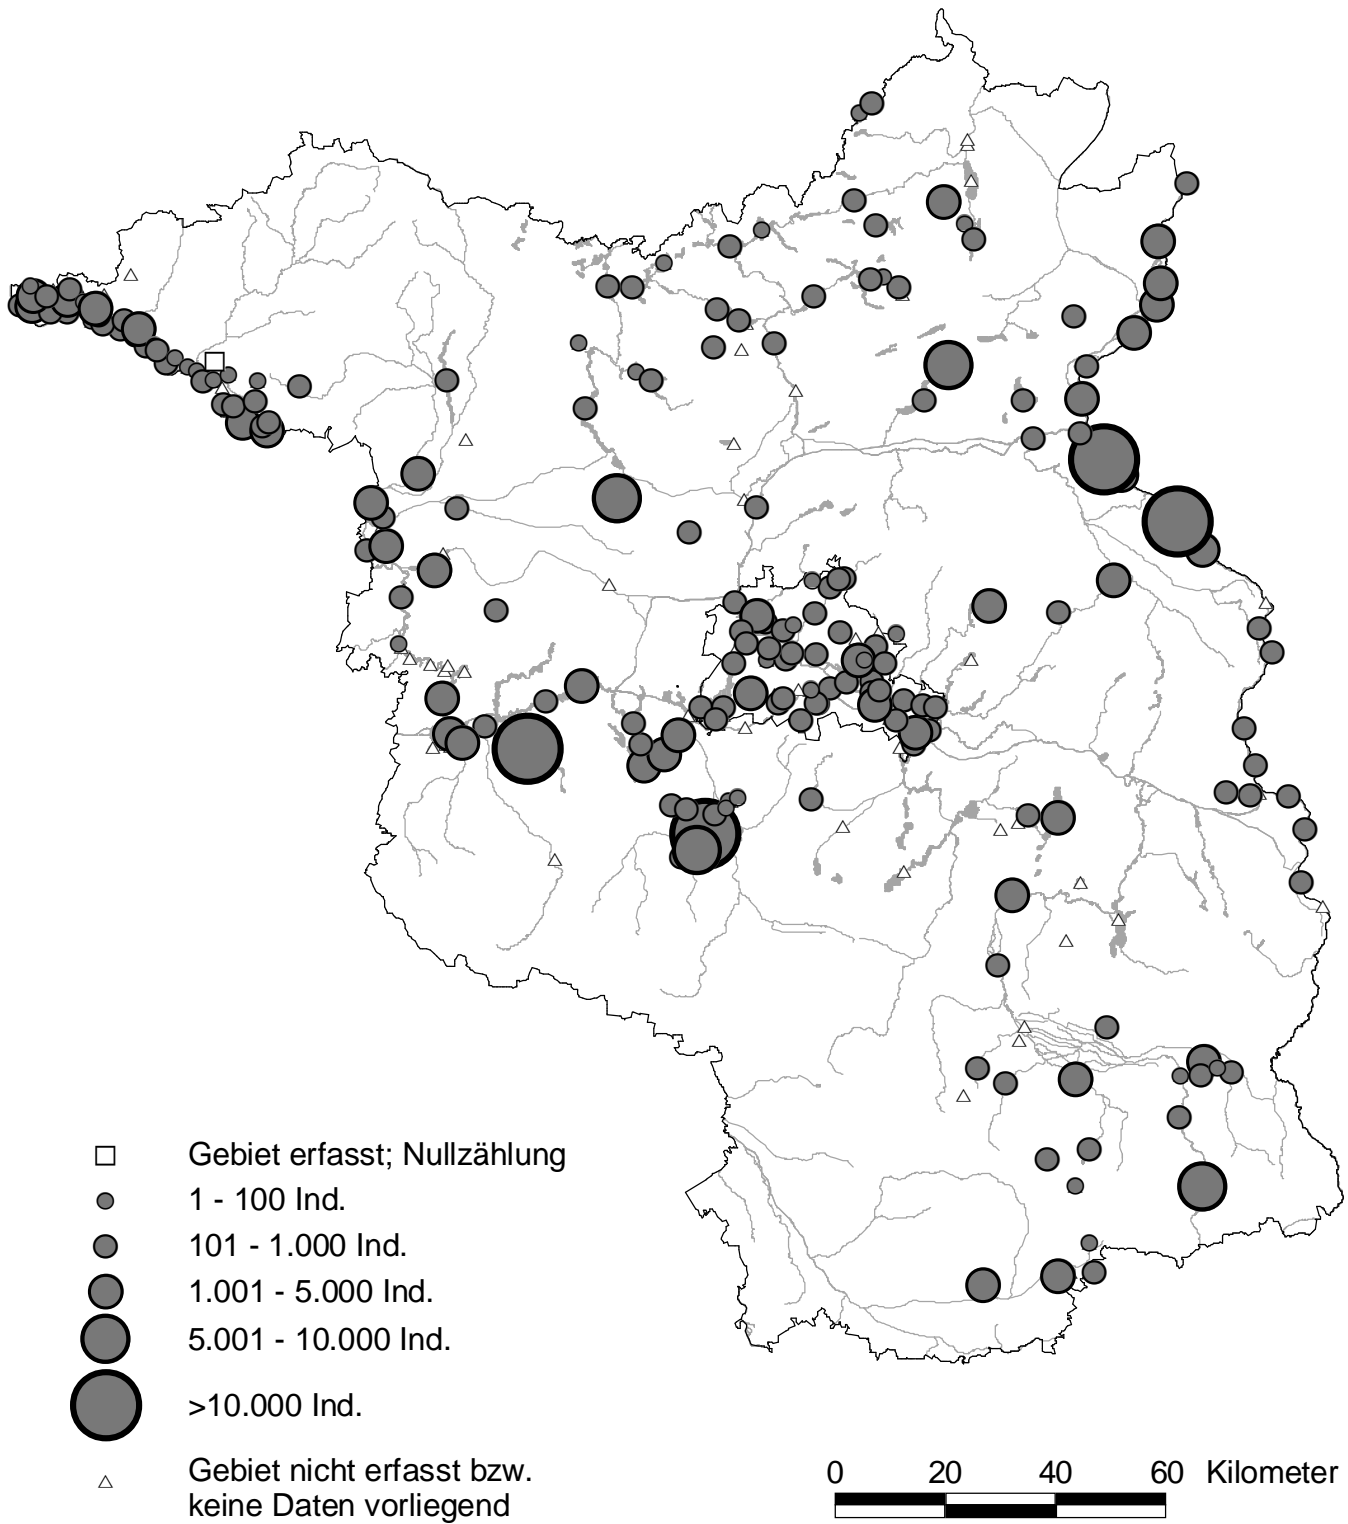 Gebiet erfasst; Nullzählung
1 - 100 Ind.
101 - 1.000 Ind.
1.001 - 5.000 Ind.
5.001 - 10.000 Ind.
>10.000 Ind.
Gebiet nicht erfasst bzw.
keine Daten vorliegend
0 20 40 60 Kilometer